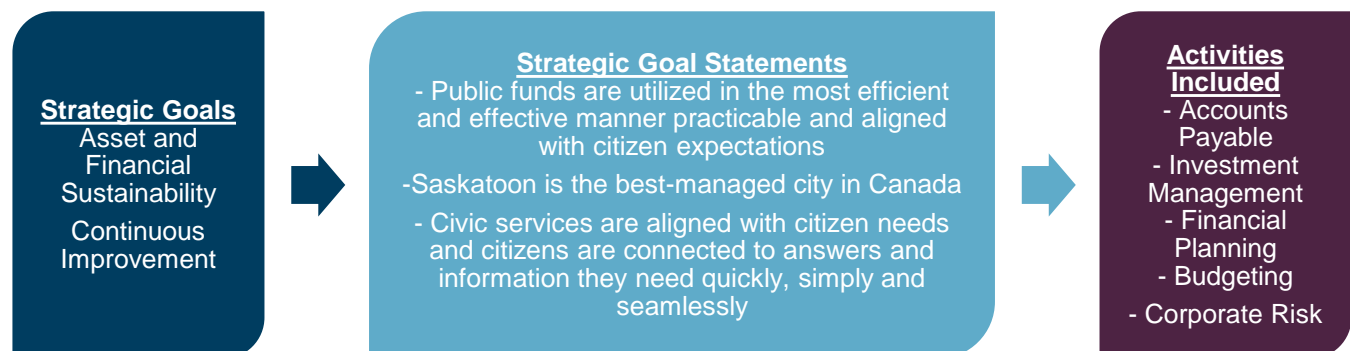 Strategic Goals
Asset and
Financial
Sustainability
Continuous
Improvement
Strategic Goal Statements
- Public funds are utilized in the most efficient
and effective manner practicable and aligned
with citizen expectations
-Saskatoon is the best-managed city in Canada
- Civic services are aligned with citizen needs
and citizens are connected to answers and
information they need quickly, simply and
seamlessly
Activities
Included
- Accounts
Payable
- Investment
Management
- Financial
Planning
- Budgeting
- Corporate Risk